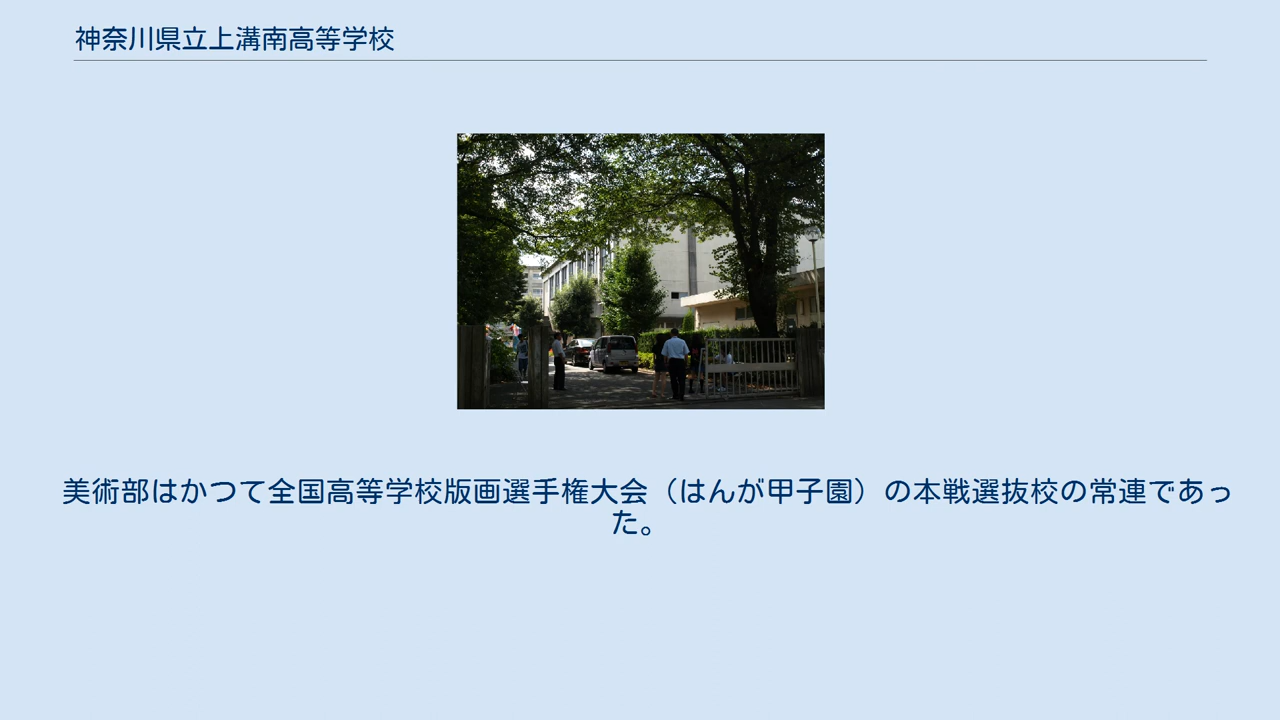 神奈川県立上溝南高等学校
美術部はかつて全国高等学校版画選手権大会（はんが甲子園）の本戦選抜校の常連であっ
た。